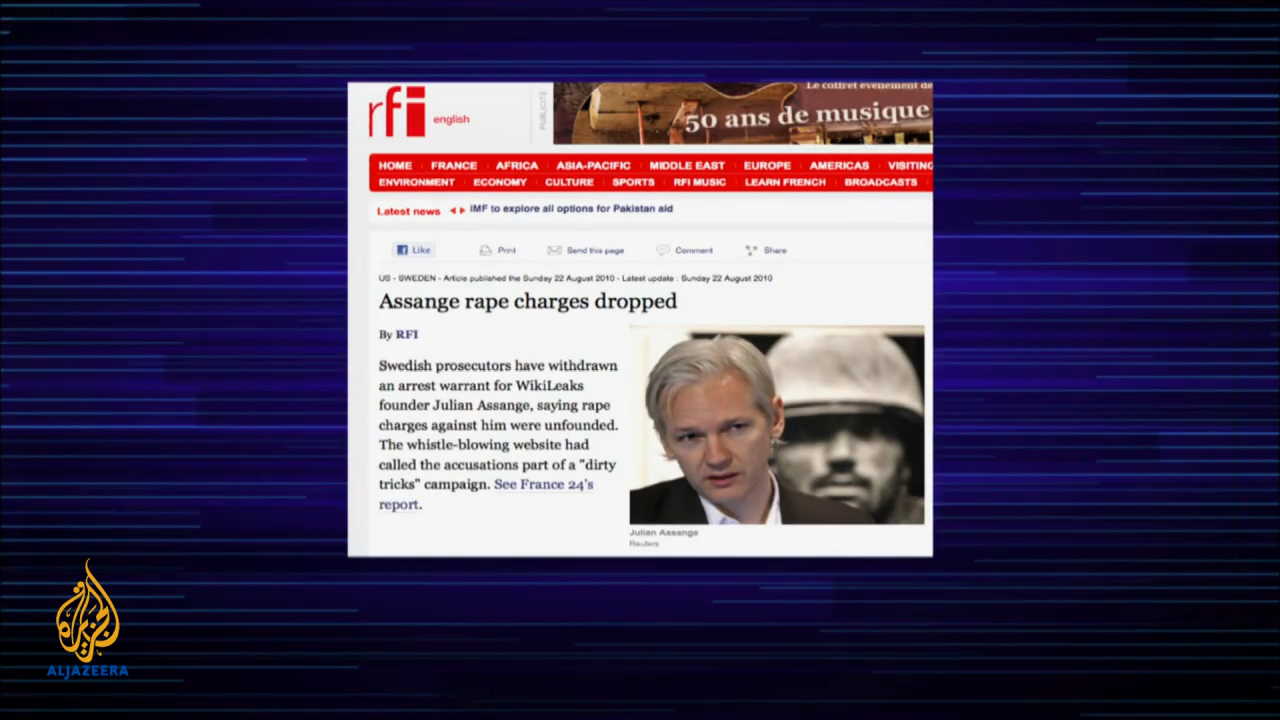 rfi english
PUBLICITÉ
Le coffret évènement de
50 ans de musique
HOME FRANCE AFRICA ASIA-PACIFIC MIDDLE EAST EUROPE AMERICAS VISITING
ENVIRONMENT ECONOMY CULTURE SPORTS RFI MUSIC LEARN FRENCH BROADCASTS
Latest news IMF to explore all options for Pakistan aid
Like Print Send this page Comment Share
US - SWEDEN - Article published the Sunday 22 August 2010 - Latest update : Sunday 22 August 2010
Assange rape charges dropped
By RFI
Swedish prosecutors have withdrawn
an arrest warrant for WikiLeaks
founder Julian Assange, saying rape
charges against him were unfounded.
The whistle-blowing website had
called the accusations part of a "dirty
tricks" campaign. See France 24's
report.
Julian Assange
Reuters
الجزيرة
ALJAZEERA